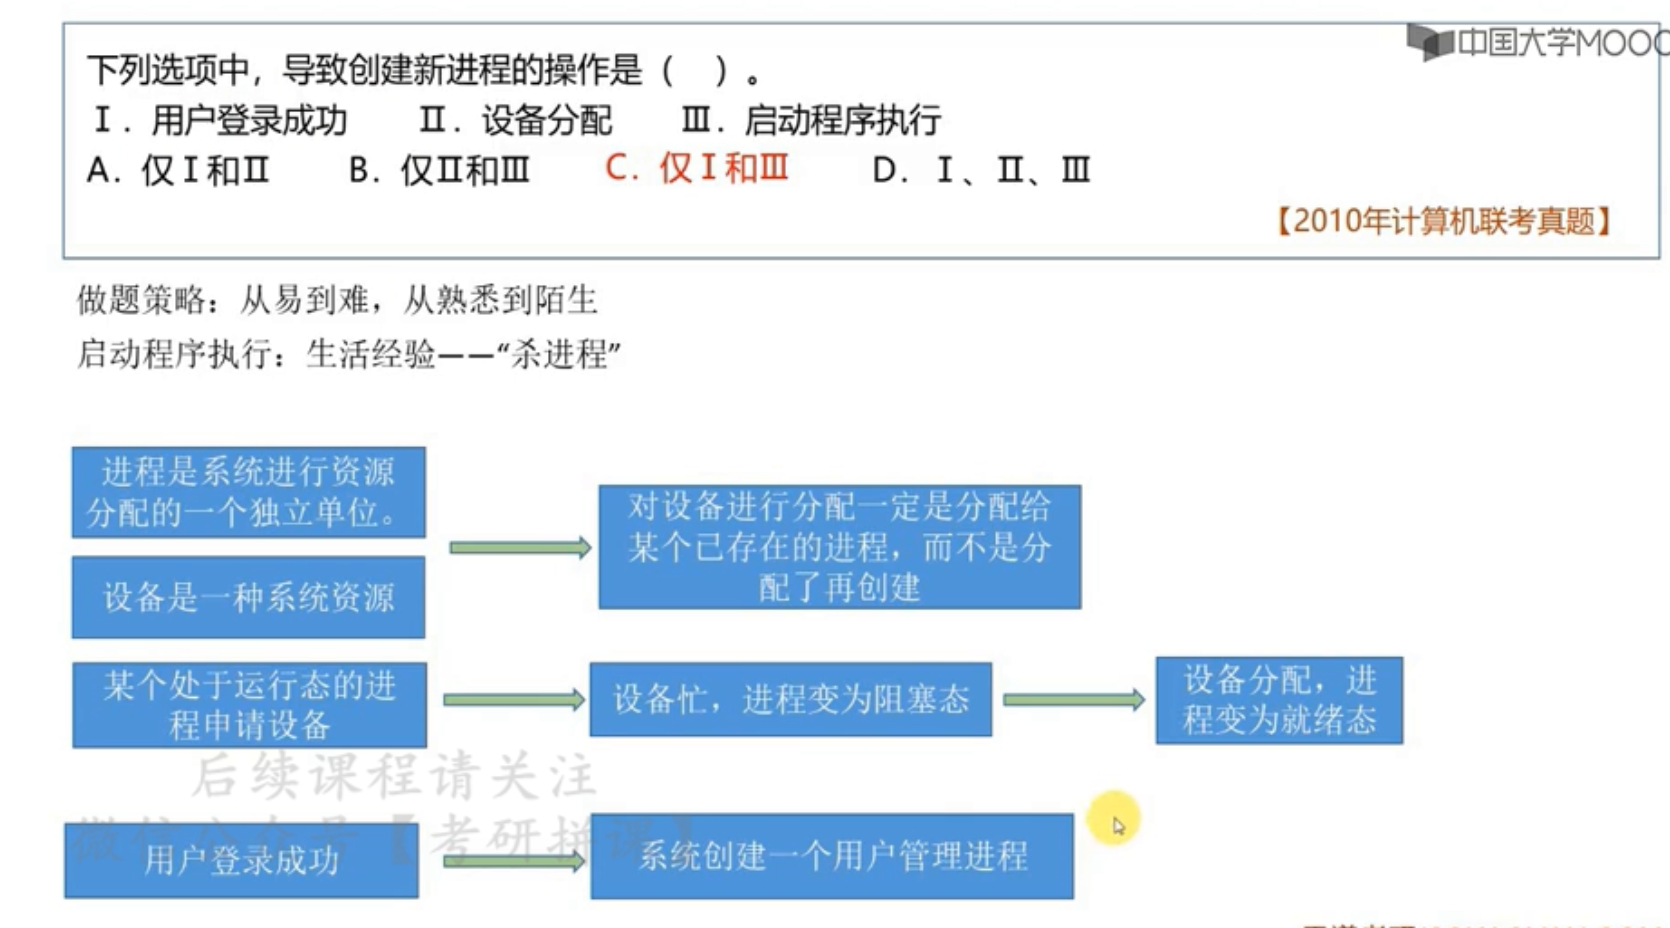 中国大学MOOC
下列选项中，导致创建新进程的操作是（ ）。
Ⅰ．用户登录成功 Ⅱ．设备分配 Ⅲ．启动程序执行
A．仅Ⅰ和Ⅱ B．仅Ⅱ和Ⅲ C．仅Ⅰ和Ⅲ D．Ⅰ、Ⅱ、Ⅲ
【2010年计算机联考真题】
做题策略：从易到难，从熟悉到陌生
启动程序执行：生活经验——“杀进程”
进程是系统进行资源
分配的一个独立单位。
设备是一种系统资源
对设备进行分配一定是分配给
某个已存在的进程，而不是分
配了再创建
某个处于运行态的进
程申请设备
设备忙，进程变为阻塞态
设备分配，进
程变为就绪态
后续课程请关注
微信公众号【考研拼课】
用户登录成功
系统创建一个用户管理进程